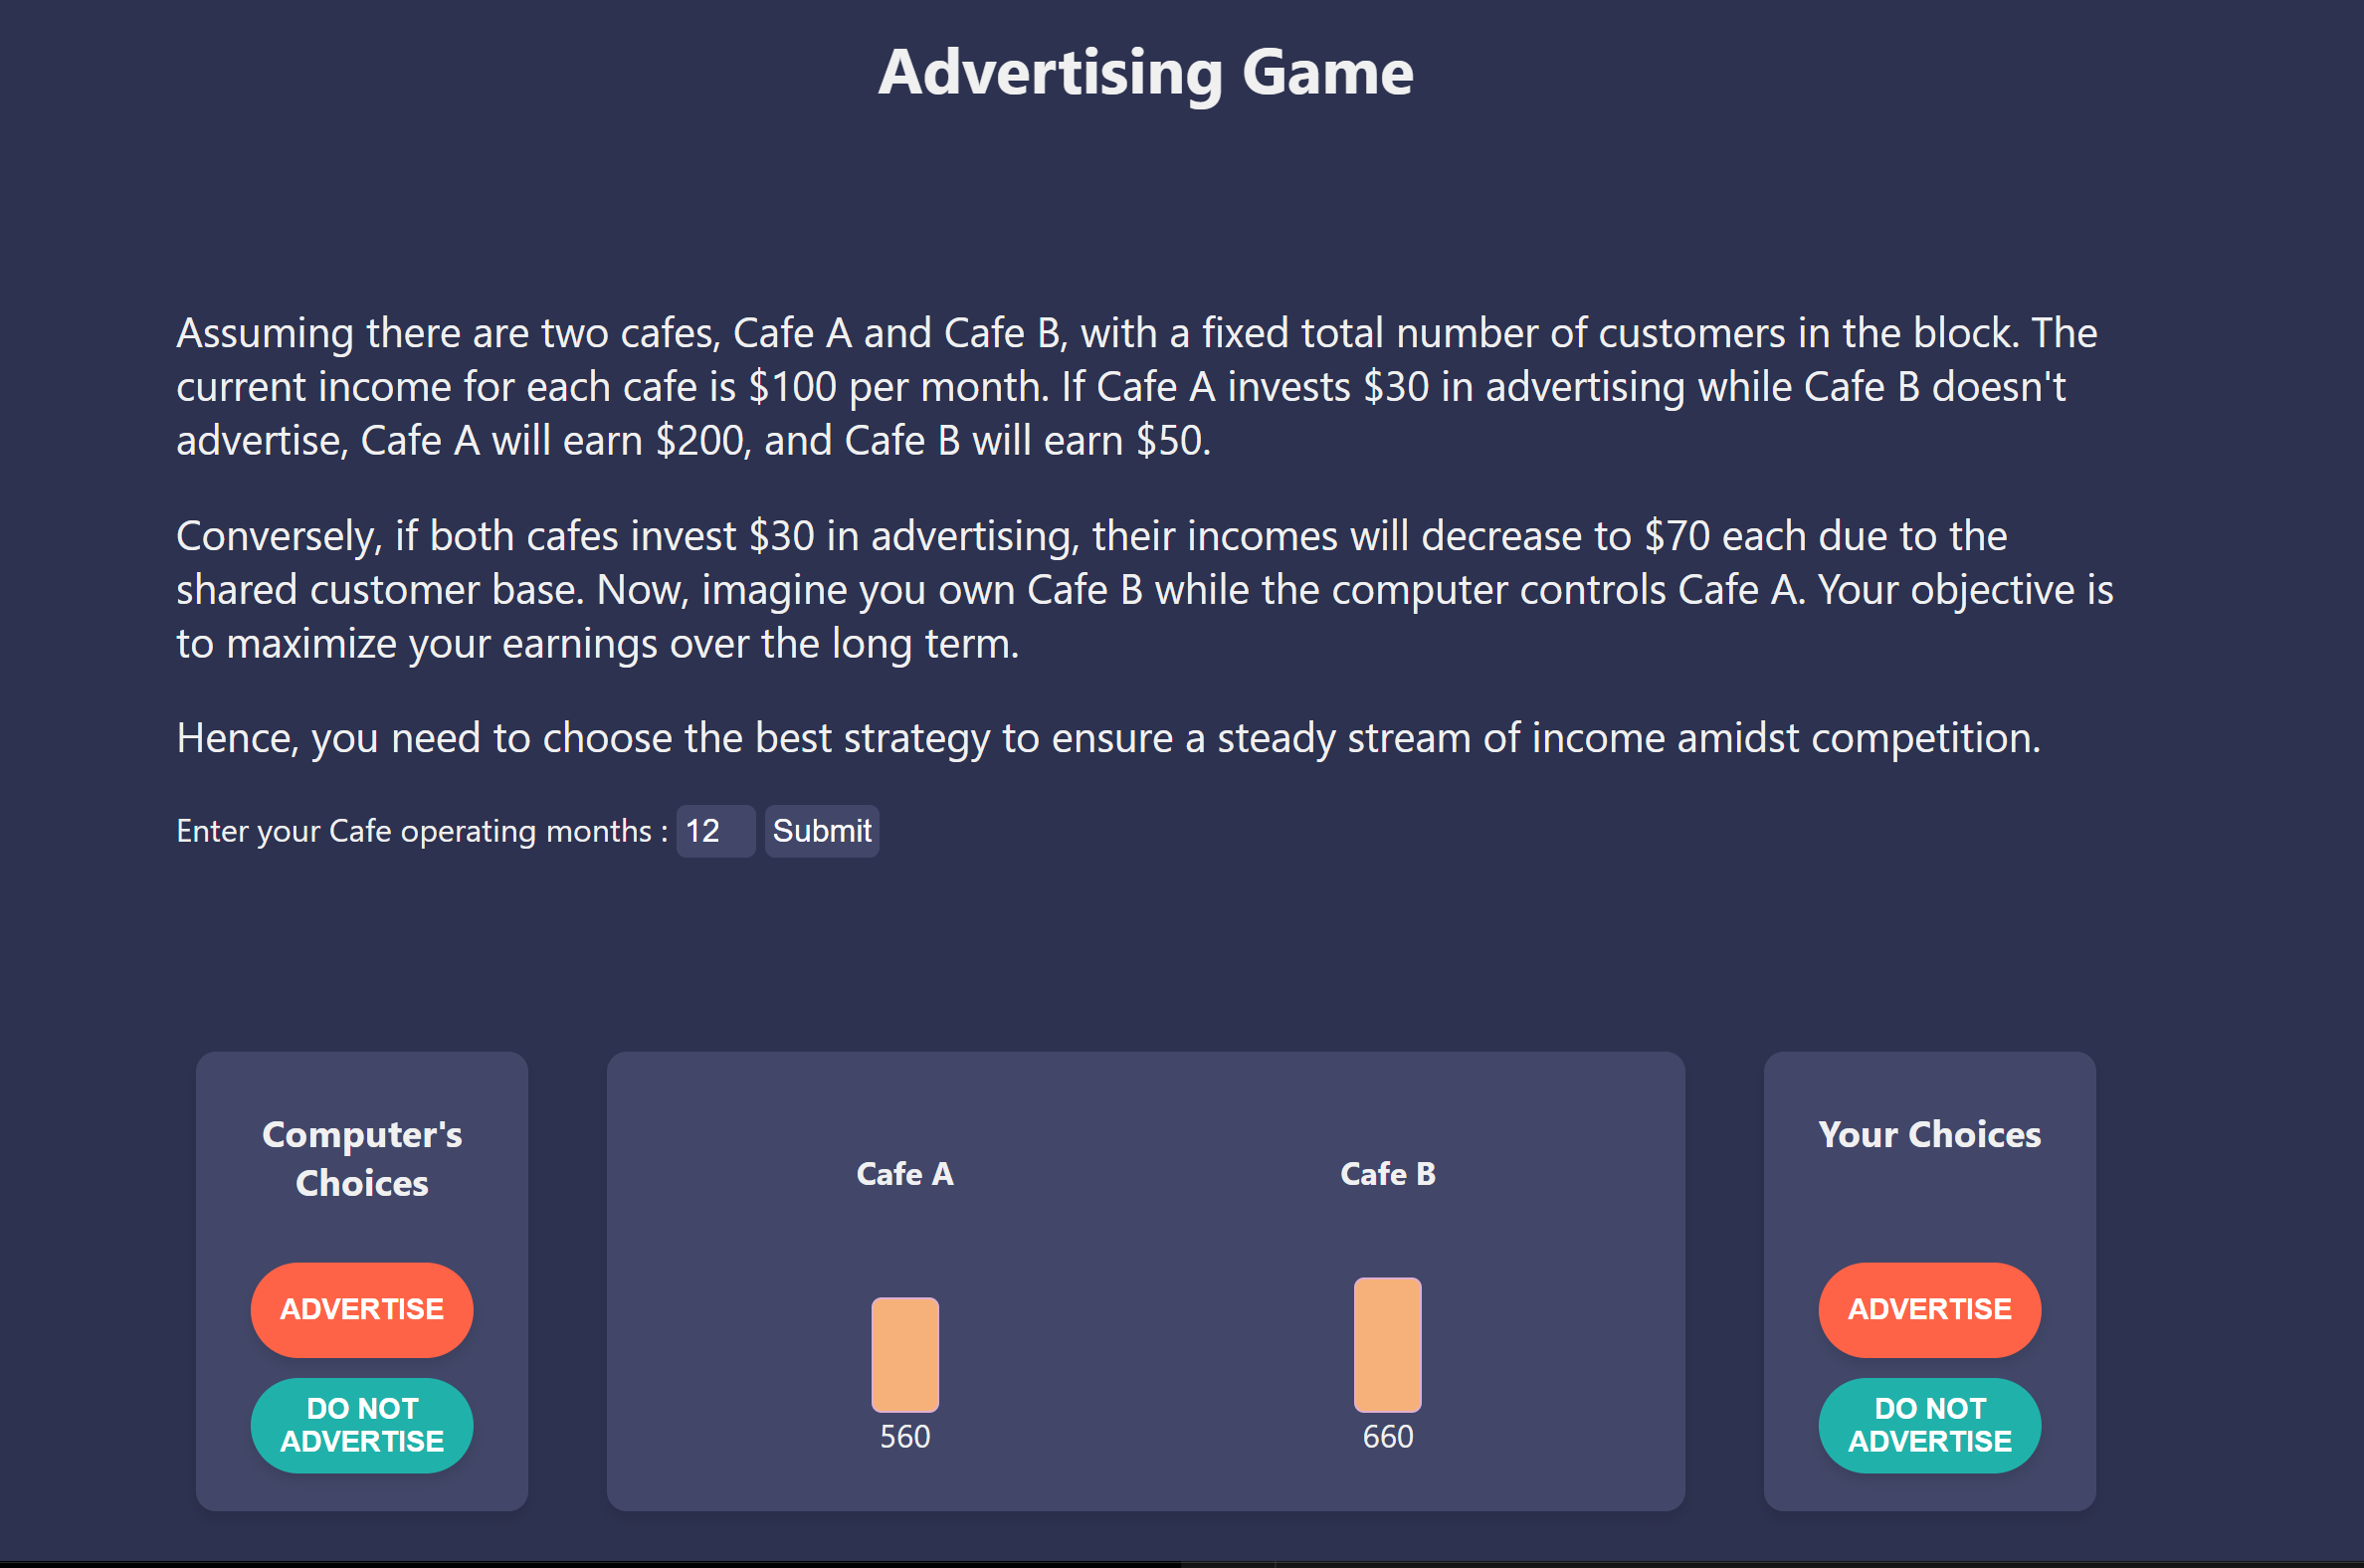 Advertising Game
Assuming there are two cafes, Cafe A and Cafe B, with a fixed total number of customers in the block. The
current income for each cafe is $100 per month. If Cafe A invests $30 in advertising while Cafe B doesn't
advertise, Cafe A will earn $200, and Cafe B will earn $50.
Conversely, if both cafes invest $30 in advertising, their incomes will decrease to $70 each due to the
shared customer base. Now, imagine you own Cafe B while the computer controls Cafe A. Your objective is
to maximize your earnings over the long term.
Hence, you need to choose the best strategy to ensure a steady stream of income amidst competition.
Enter your Cafe operating months : 12 Submit
Computer's
Choices
ADVERTISE
DO NOT
ADVERTISE
Cafe A
560
Cafe B
660
Your Choices
ADVERTISE
DO NOT
ADVERTISE